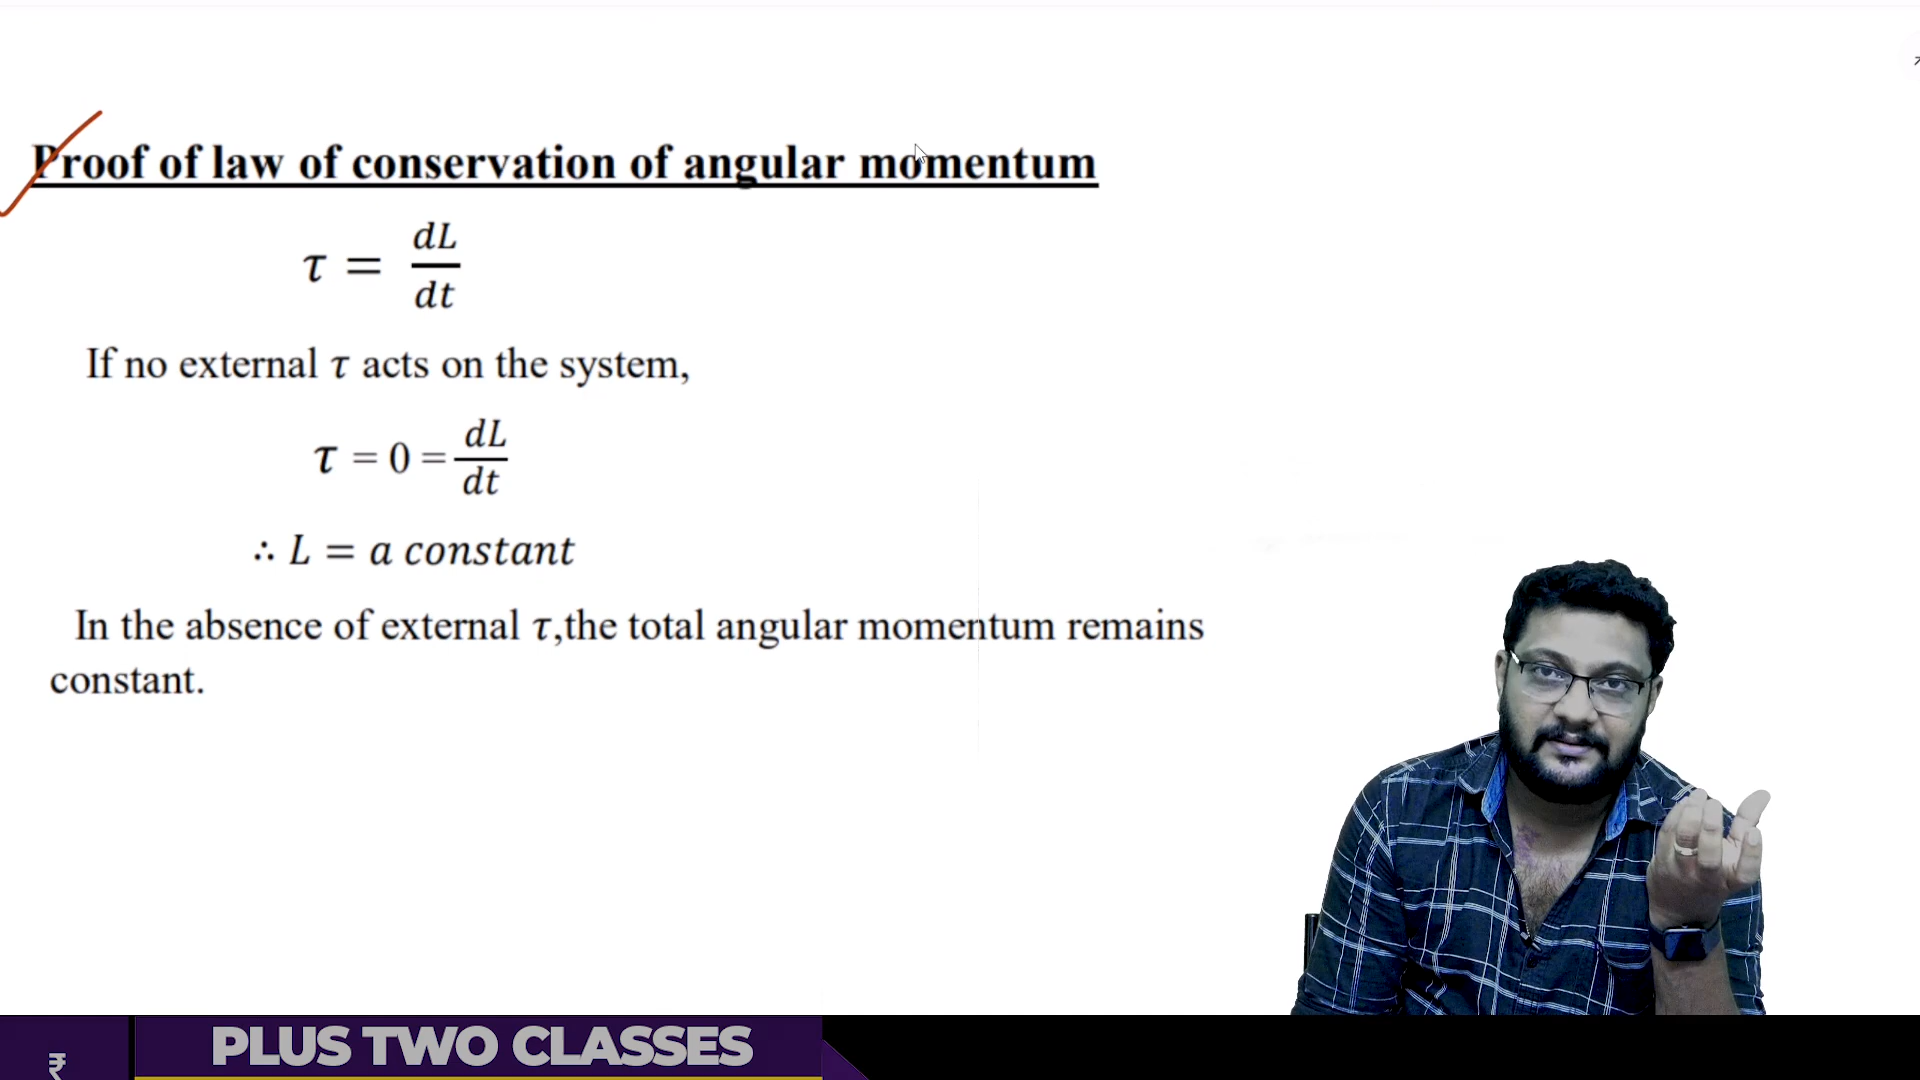 Proof of law of conservation of angular momentum
τ = dL/dt
If no external τ acts on the system,
τ = 0 = dL/dt
∴ L = a constant
In the absence of external τ,the total angular momentum remains
constant.
₹
PLUS TWO CLASSES